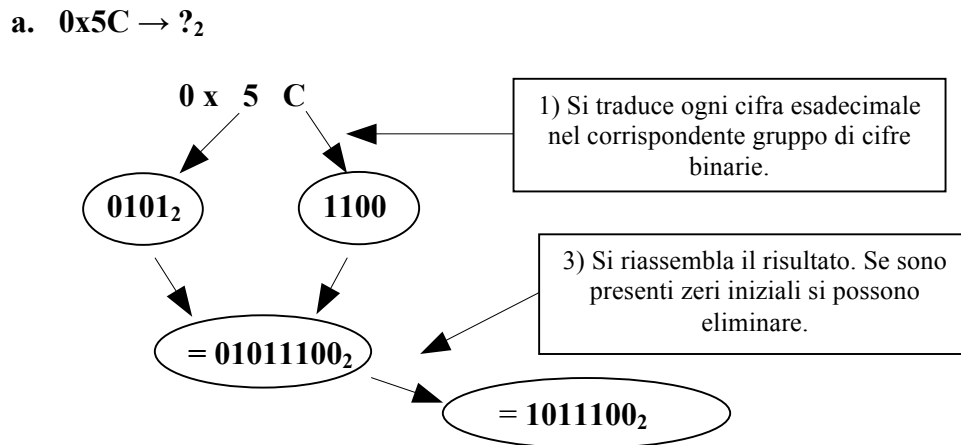 a. 0x5C → ?₂
0 x 5 C
1) Si traduce ogni cifra esadecimale
nel corrispondente gruppo di cifre
binarie.
0101₂
1100
3) Si riassembla il risultato. Se sono
presenti zeri iniziali si possono
eliminare.
= 01011100₂
= 1011100₂